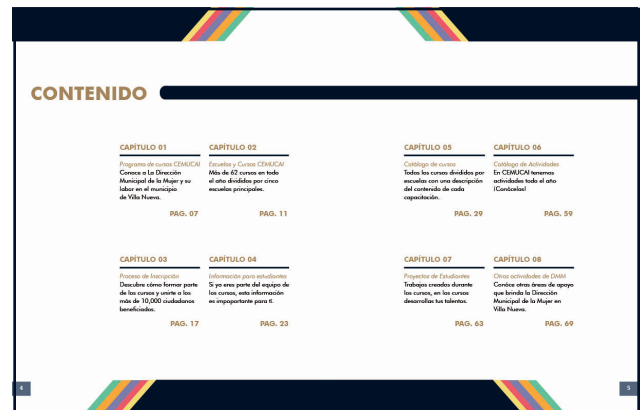 CONTENIDO
CAPÍTULO 01
Programa de cursos CEMUCAI
Conoce a La Dirección
Municipal de la Mujer y su
labor en el municipio
de Villa Nueva.
PAG. 07
CAPÍTULO 02
Escuelas y Cursos CEMUCAI
Más de 62 cursos en todo
el año divididos por cinco
escuelas principales.
PAG. 11
CAPÍTULO 03
Proceso de Inscripción
Descubre cómo formar parte
de los cursos y unirte a los
más de 10,000 ciudadanos
beneficiados.
PAG. 17
CAPÍTULO 04
Información para estudiantes
Si ya eres parte del equipo de
los cursos, esta información
es impoportante para ti.
PAG. 23
CAPÍTULO 05
Catálogo de cursos
Todos los cursos divididos por
escuelas con una descripción
del contenido de cada
capacitación.
PAG. 29
CAPÍTULO 06
Catálogo de Actividades
En CEMUCAI tenemos
actividades todo el año
¡Conócelas!
PAG. 59
CAPÍTULO 07
Proyectos de Estudiantes
Trabajos creados durante
los cursos, en los cursos
desarrollas tus talentos.
PAG. 63
CAPÍTULO 08
Otras actividades de DMM
Conóce otras áreas de apoyo
que brinda la Dirección
Municipal de la Mujer en
Villa Nueva.
PAG. 69
4
5